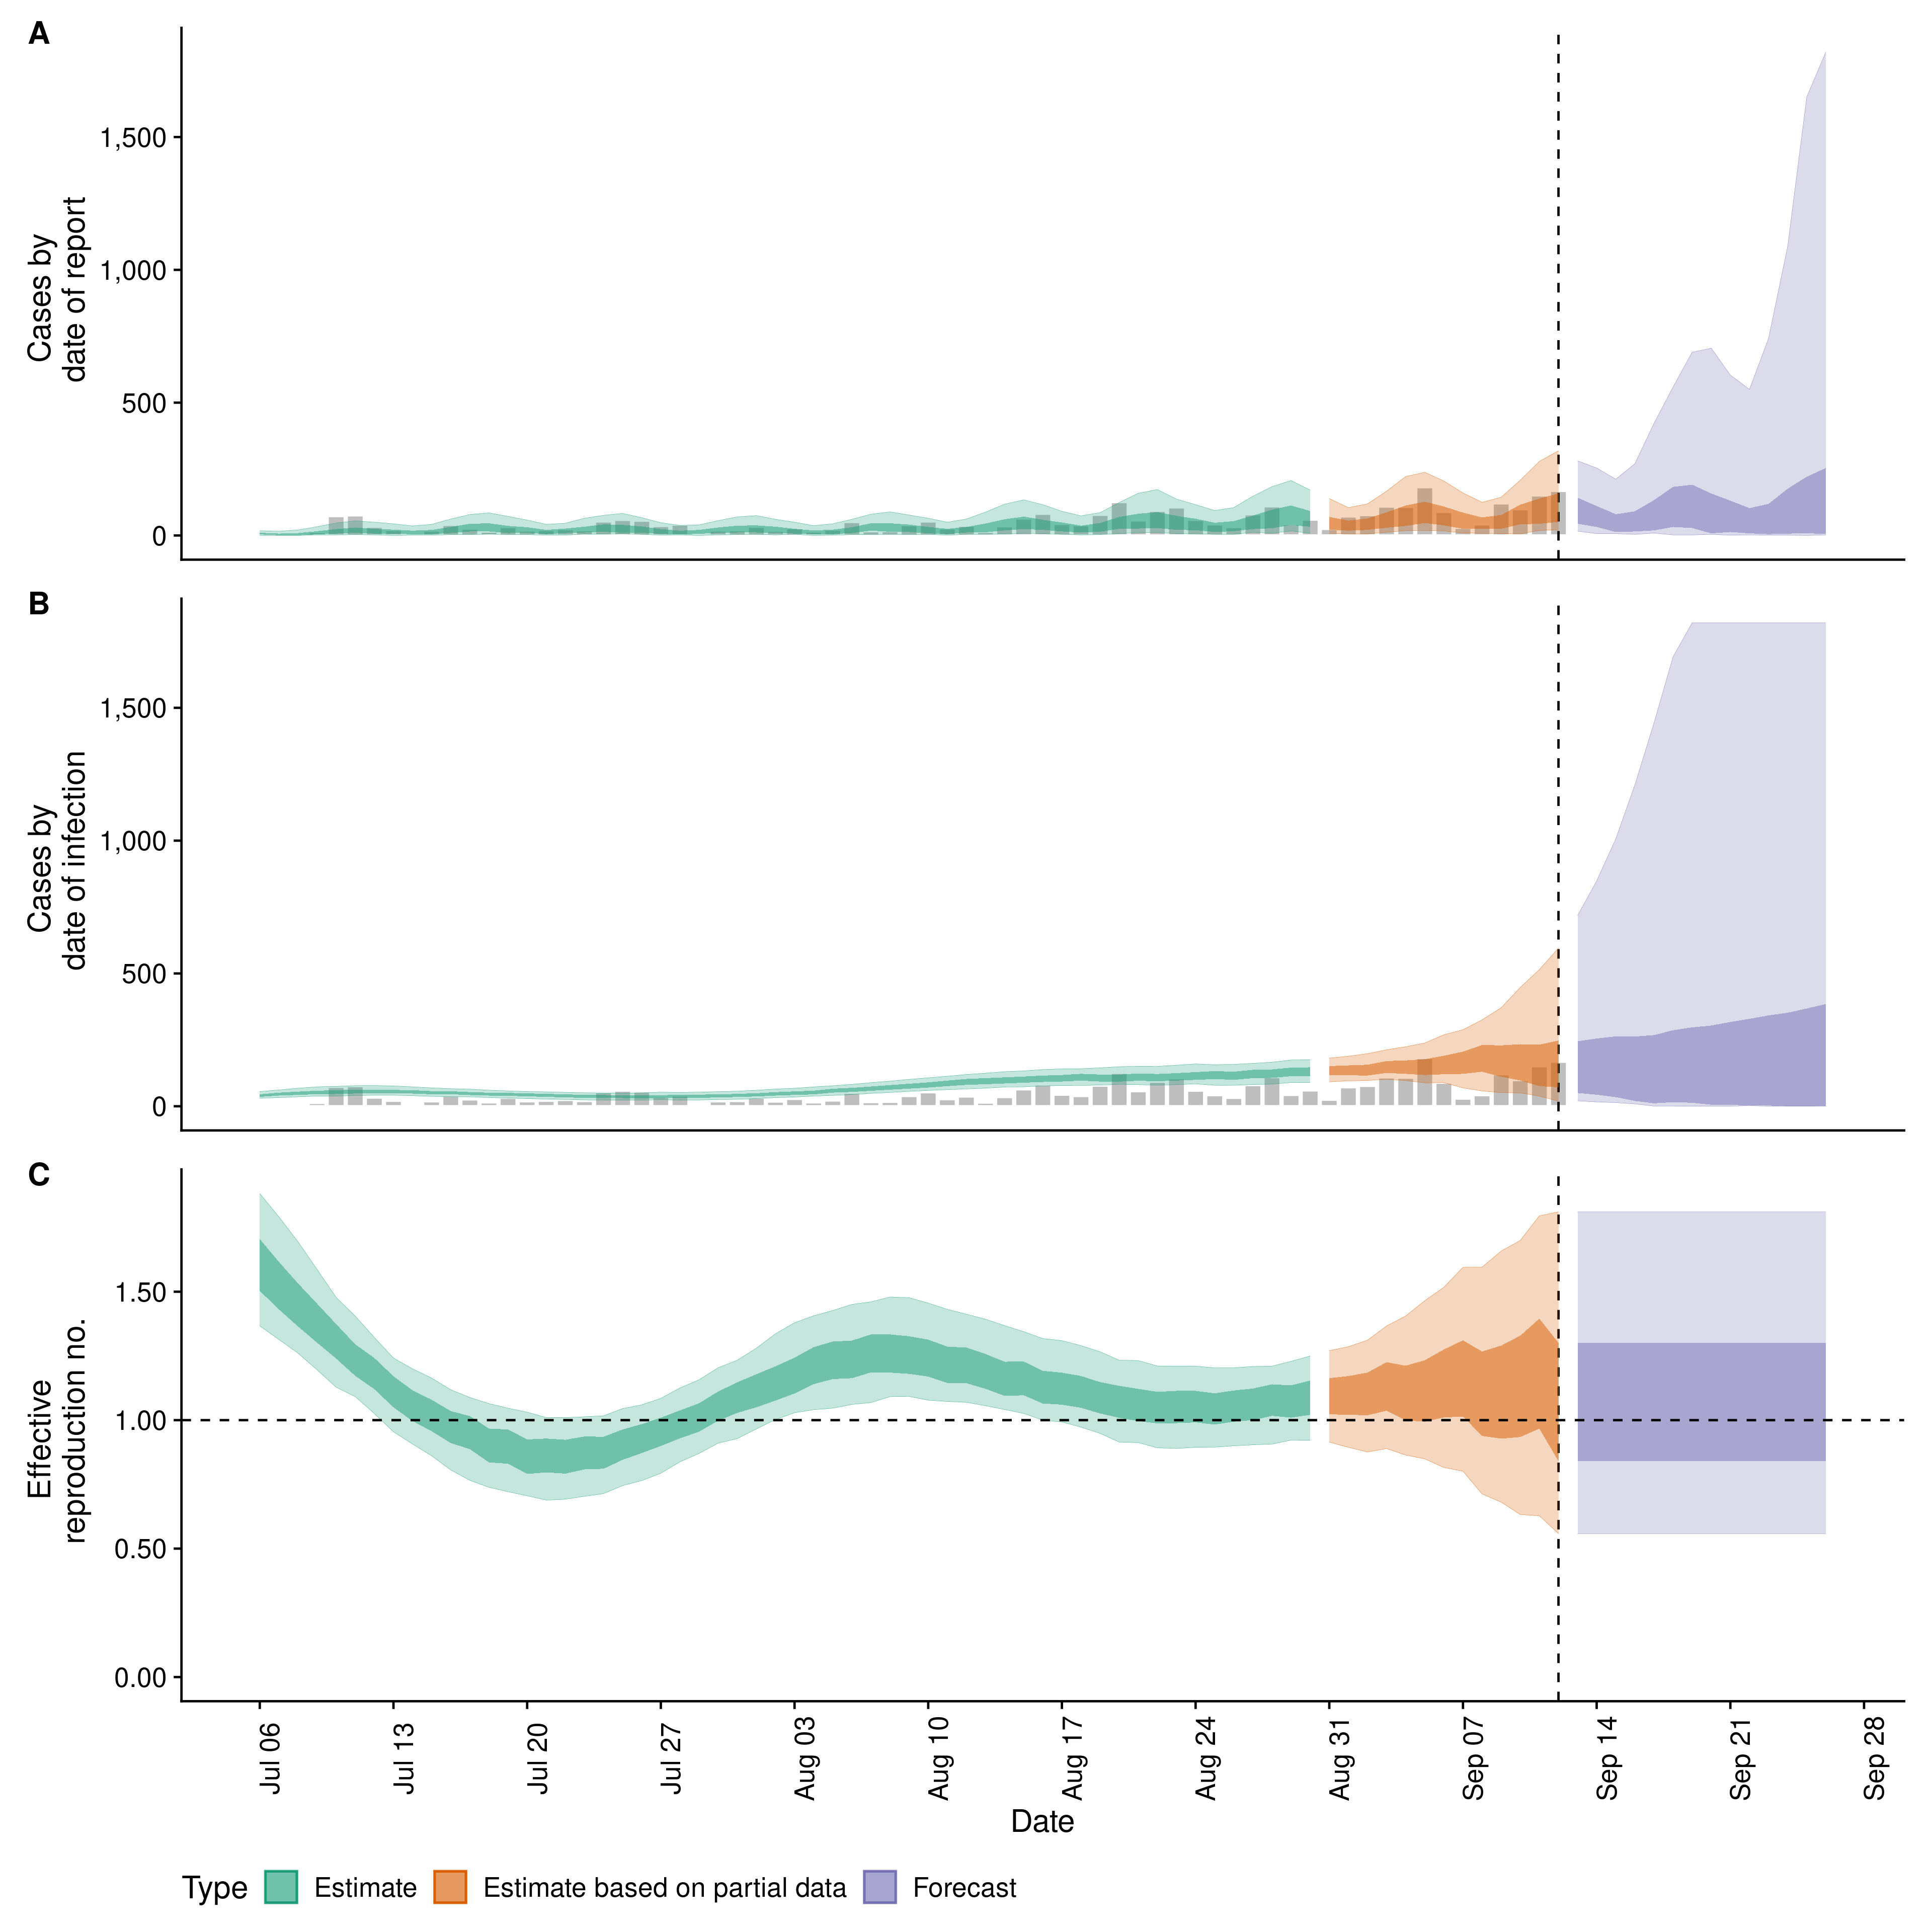 A
Cases by
date of report
1,500
1,000
500
0
B
Cases by
date of infection
1,500
1,000
500
0
C
Effective
reproduction no.
1.50
1.00
0.50
0.00
Jul 06
Jul 13
Jul 20
Jul 27
Aug 03
Aug 10
Aug 17
Aug 24
Aug 31
Sep 07
Sep 14
Sep 21
Sep 28
Date
Type Estimate Estimate based on partial data Forecast